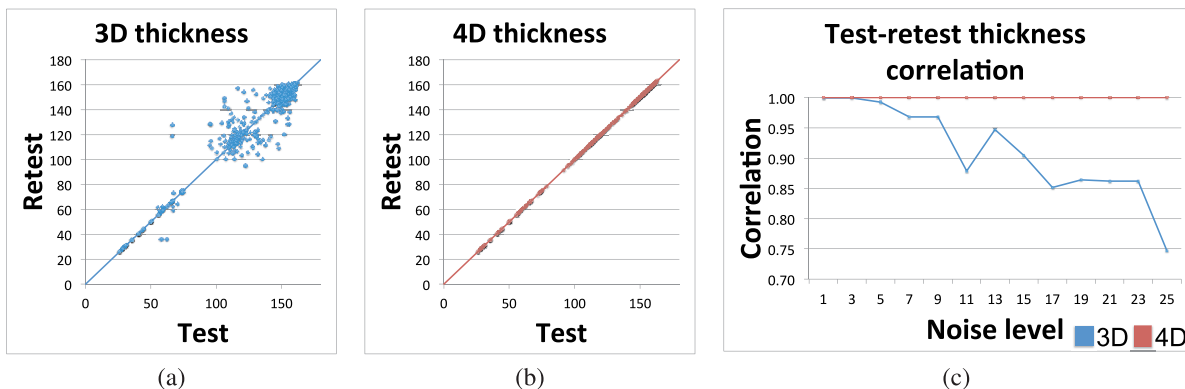 3D thickness
180
160
140
120
100
80
60
40
20
0
Retest
0 50 100 150
Test
(a)
4D thickness
180
160
140
120
100
80
60
40
20
0
Retest
0 50 100 150
Test
(b)
Test-retest thickness
correlation
1.00
0.95
0.90
0.85
0.80
0.75
0.70
Correlation
1 3 5 7 9 11 13 15 17 19 21 23 25
Noise level
3D 4D
(c)